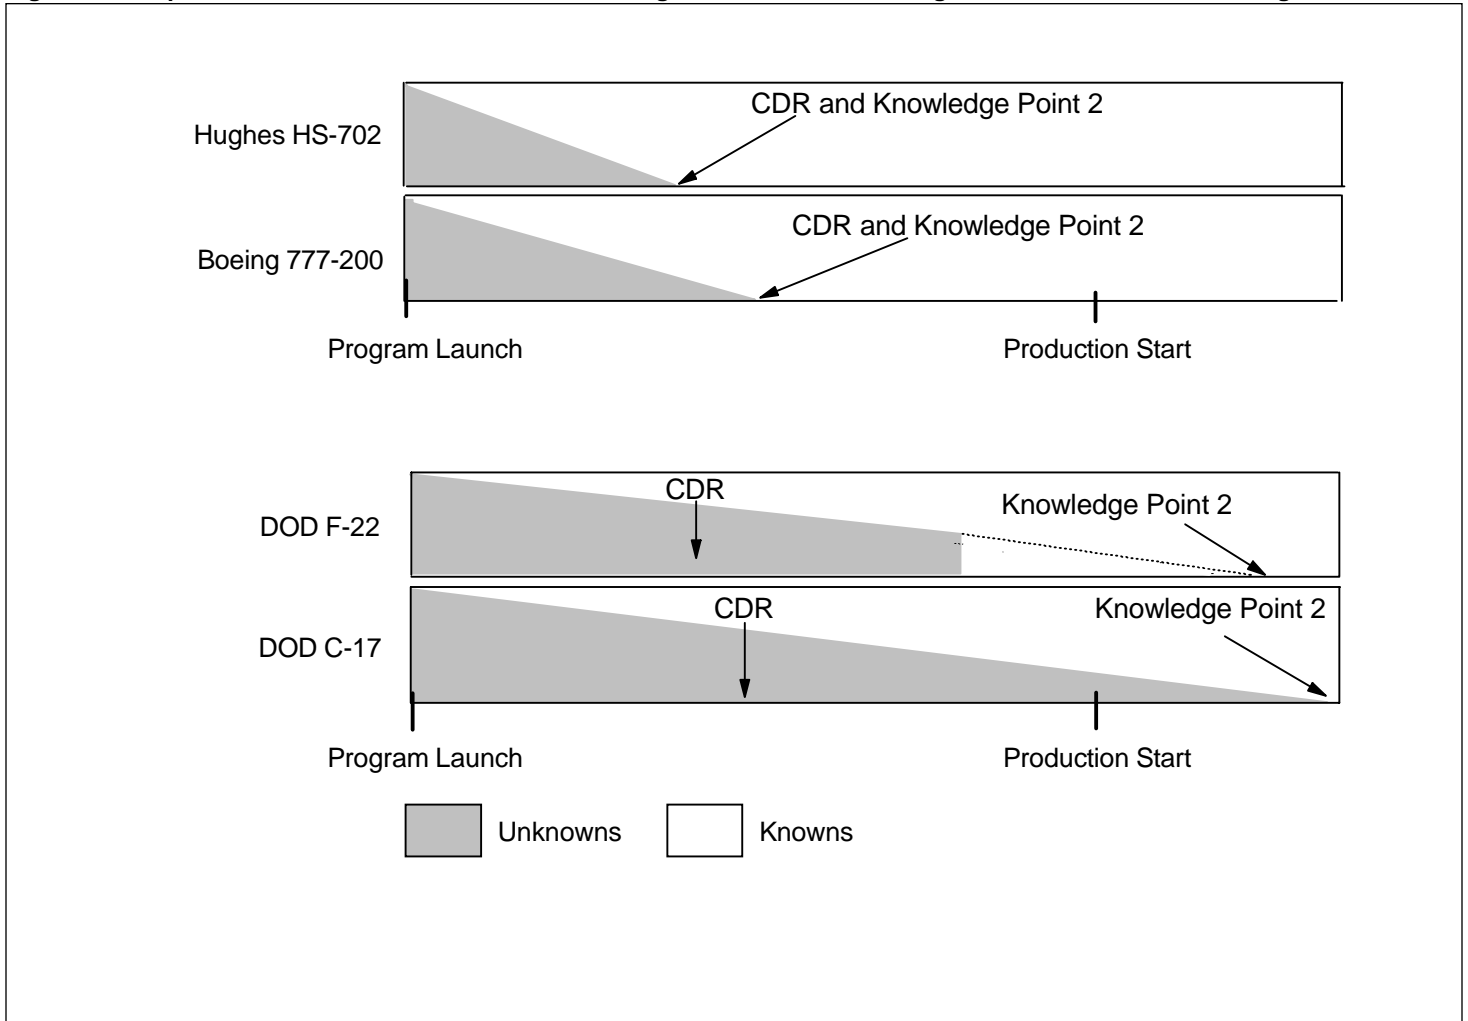 CDR and Knowledge Point 2
Hughes HS-702
CDR and Knowledge Point 2
Boeing 777-200
Program Launch
Production Start
CDR
Knowledge Point 2
DOD F-22
CDR
Knowledge Point 2
DOD C-17
Program Launch
Production Start
Unknowns
Knowns